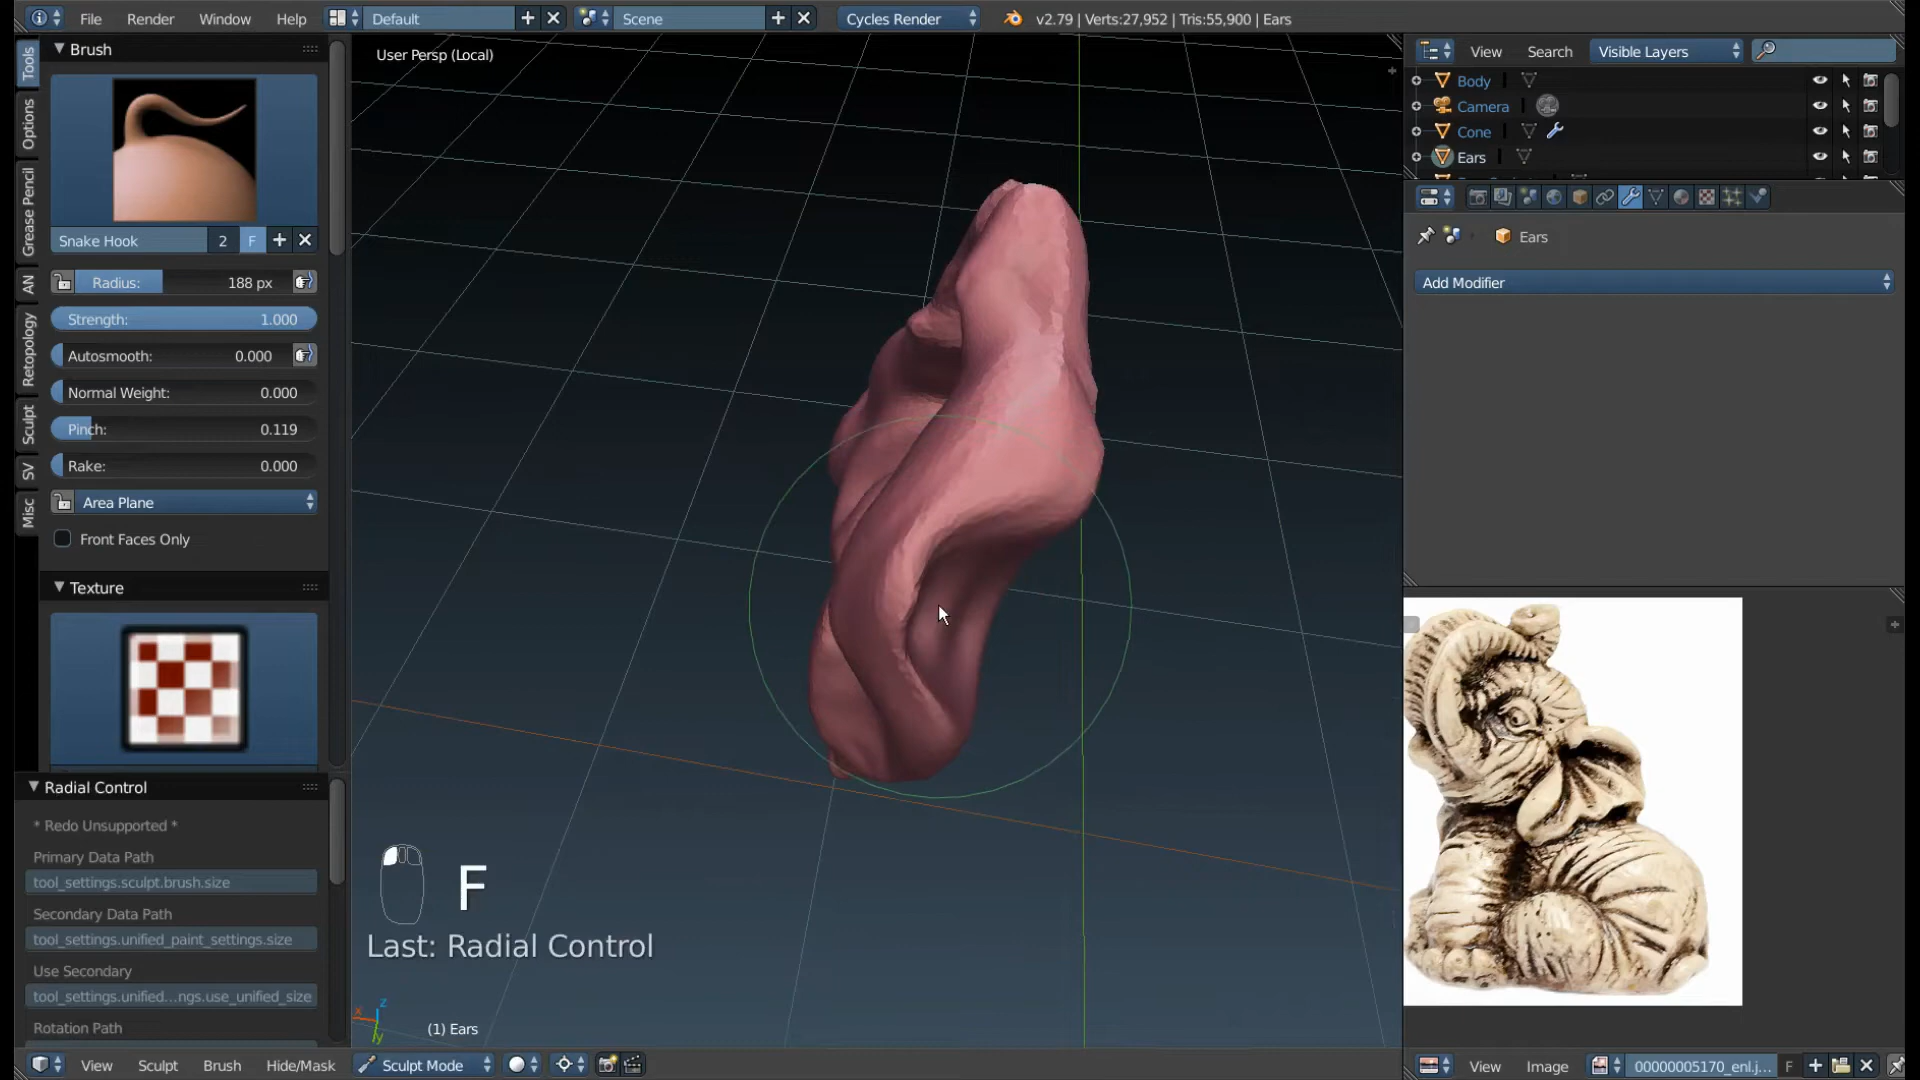 File Render Window Help Default Scene Cycles Render v2.79 | Verts:27,952 | Tris:55,900 | Ears
Tools
Options
Grease Pencil
AN
Retopology
Sculpt
SV
Misc
Brush
Snake Hook 2 F
Radius: 188 px
Strength: 1.000
Autosmooth: 0.000
Normal Weight: 0.000
Pinch: 0.119
Rake: 0.000
Area Plane
Front Faces Only
Texture
Radial Control
* Redo Unsupported *
Primary Data Path
tool_settings.sculpt.brush.size
Secondary Data Path
tool_settings.unified_paint_settings.size
Use Secondary
tool_settings.unified...ngs.use_unified_size
Rotation Path
User Persp (Local)
F
Last: Radial Control
z
x
y
(1) Ears
View Sculpt Brush Hide/Mask Sculpt Mode
View Search Visible Layers
Body
Camera
Cone
Ears
Ears
Add Modifier
View Image 00000005170_enl.j... F